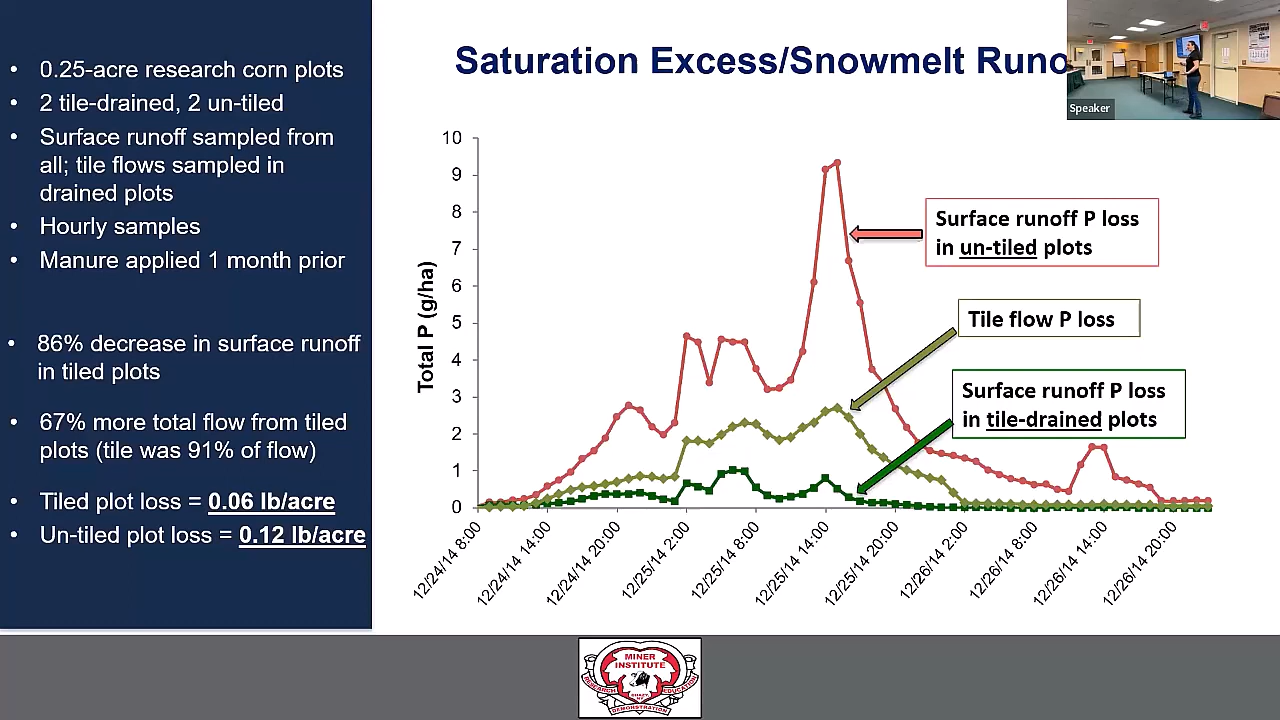 Saturation Excess/Snowmelt Runo
Speaker
• 0.25-acre research corn plots
• 2 tile-drained, 2 un-tiled
• Surface runoff sampled from
all; tile flows sampled in
drained plots
• Hourly samples
• Manure applied 1 month prior
• 86% decrease in surface runoff
in tiled plots
• 67% more total flow from tiled
plots (tile was 91% of flow)
• Tiled plot loss = 0.06 lb/acre
• Un-tiled plot loss = 0.12 lb/acre
Total P (g/ha)
10
9
8
7
6
5
4
3
2
1
0
Surface runoff P loss
in un-tiled plots
Tile flow P loss
Surface runoff P loss
in tile-drained plots
12/24/14 8:00
12/24/14 14:00
12/24/14 20:00
12/25/14 2:00
12/25/14 8:00
12/25/14 14:00
12/25/14 20:00
12/26/14 2:00
12/26/14 8:00
12/26/14 14:00
12/26/14 20:00
MINER
INSTITUTE
RESEARCH
EDUCATION
DEMONSTRATION